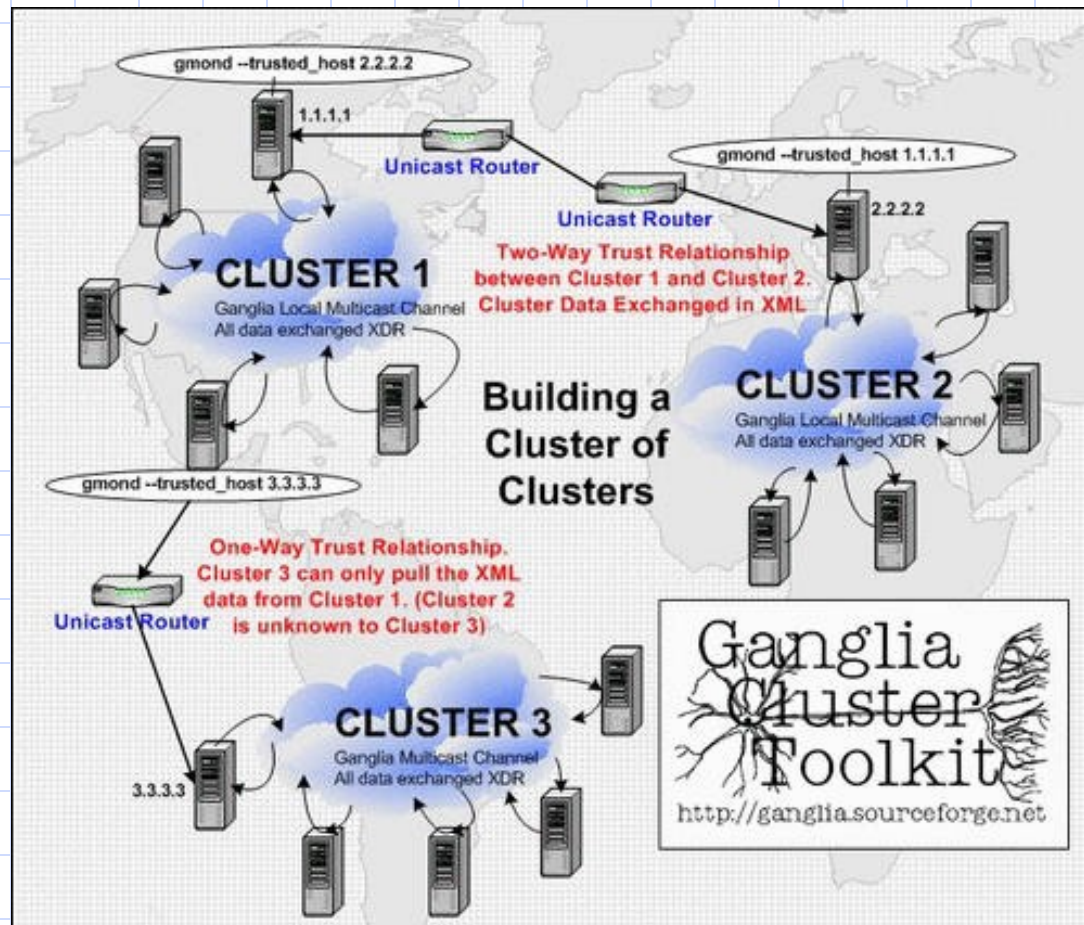 gmond --trusted_host 2.2.2.2
1.1.1.1
Unicast Router
gmond --trusted_host 1.1.1.1
Unicast Router
2.2.2.2
Two-Way Trust Relationship
between Cluster 1 and Cluster 2.
Cluster Data Exchanged in XML
CLUSTER 1
Ganglia Local Multicast Channel
All data exchanged XDR
CLUSTER 2
Ganglia Local Multicast Channel
All data exchanged XDR
Building a
Cluster of
Clusters
gmond --trusted_host 3.3.3.3
One-Way Trust Relationship.
Cluster 3 can only pull the XML
data from Cluster 1. (Cluster 2
is unknown to Cluster 3)
Unicast Router
CLUSTER 3
Ganglia Multicast Channel
All data exchanged XDR
3.3.3.3
Ganglia
Cluster
Toolkit
http://ganglia.sourceforge.net